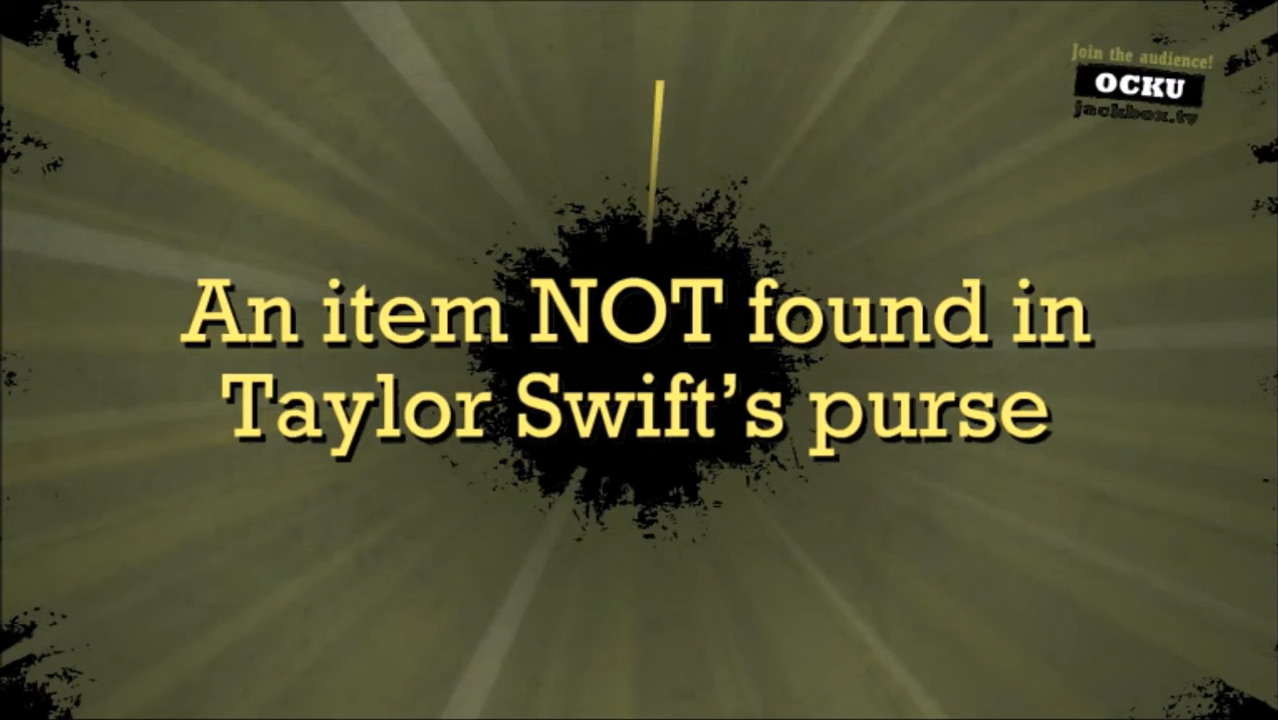 Join the audience!
OCKU
jackbox.tv
An item NOT found in
Taylor Swift’s purse